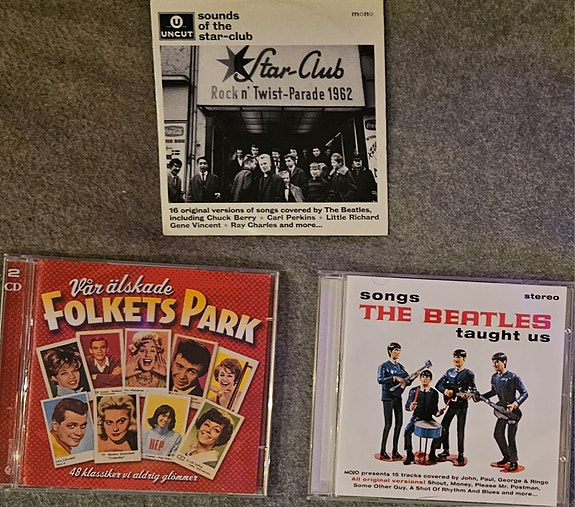 U
UNCUT
sounds
of the
star-club
mono
Star-Club
Rock n' Twist-Parade 1962
Coca-Cola
16 original versions of songs covered by The Beatles,
including Chuck Berry • Carl Perkins • Little Richard
Gene Vincent • Ray Charles and more...
2
CD
Vår älskade
FOLKETS PARK
HEP
48 klassiker vi aldrig glömmer
songs
stereo
THE BEATLES
taught us
MOJO presents 15 tracks covered by John, Paul, George & Ringo
All original versions! Shout, Money, Please Mr. Postman,
Some Other Guy, A Shot Of Rhythm And Blues and more...